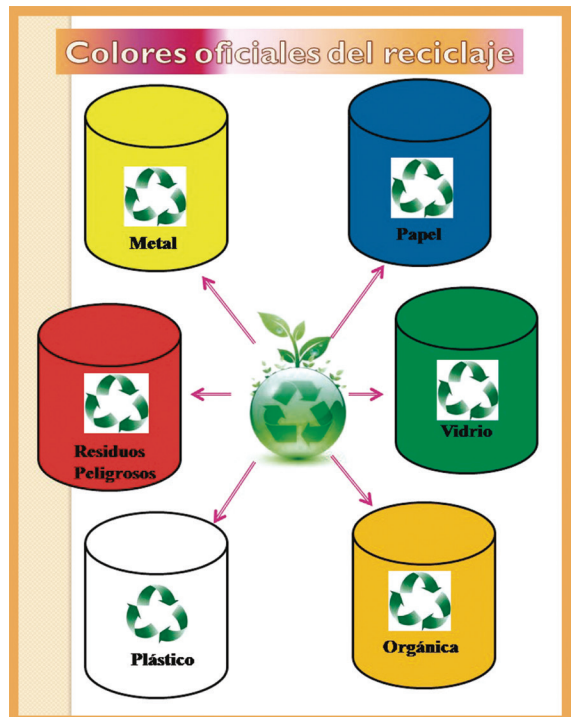 Colores oficiales del reciclaje
Metal
Papel
Residuos
Peligrosos
Vidrio
Plástico
Orgánica